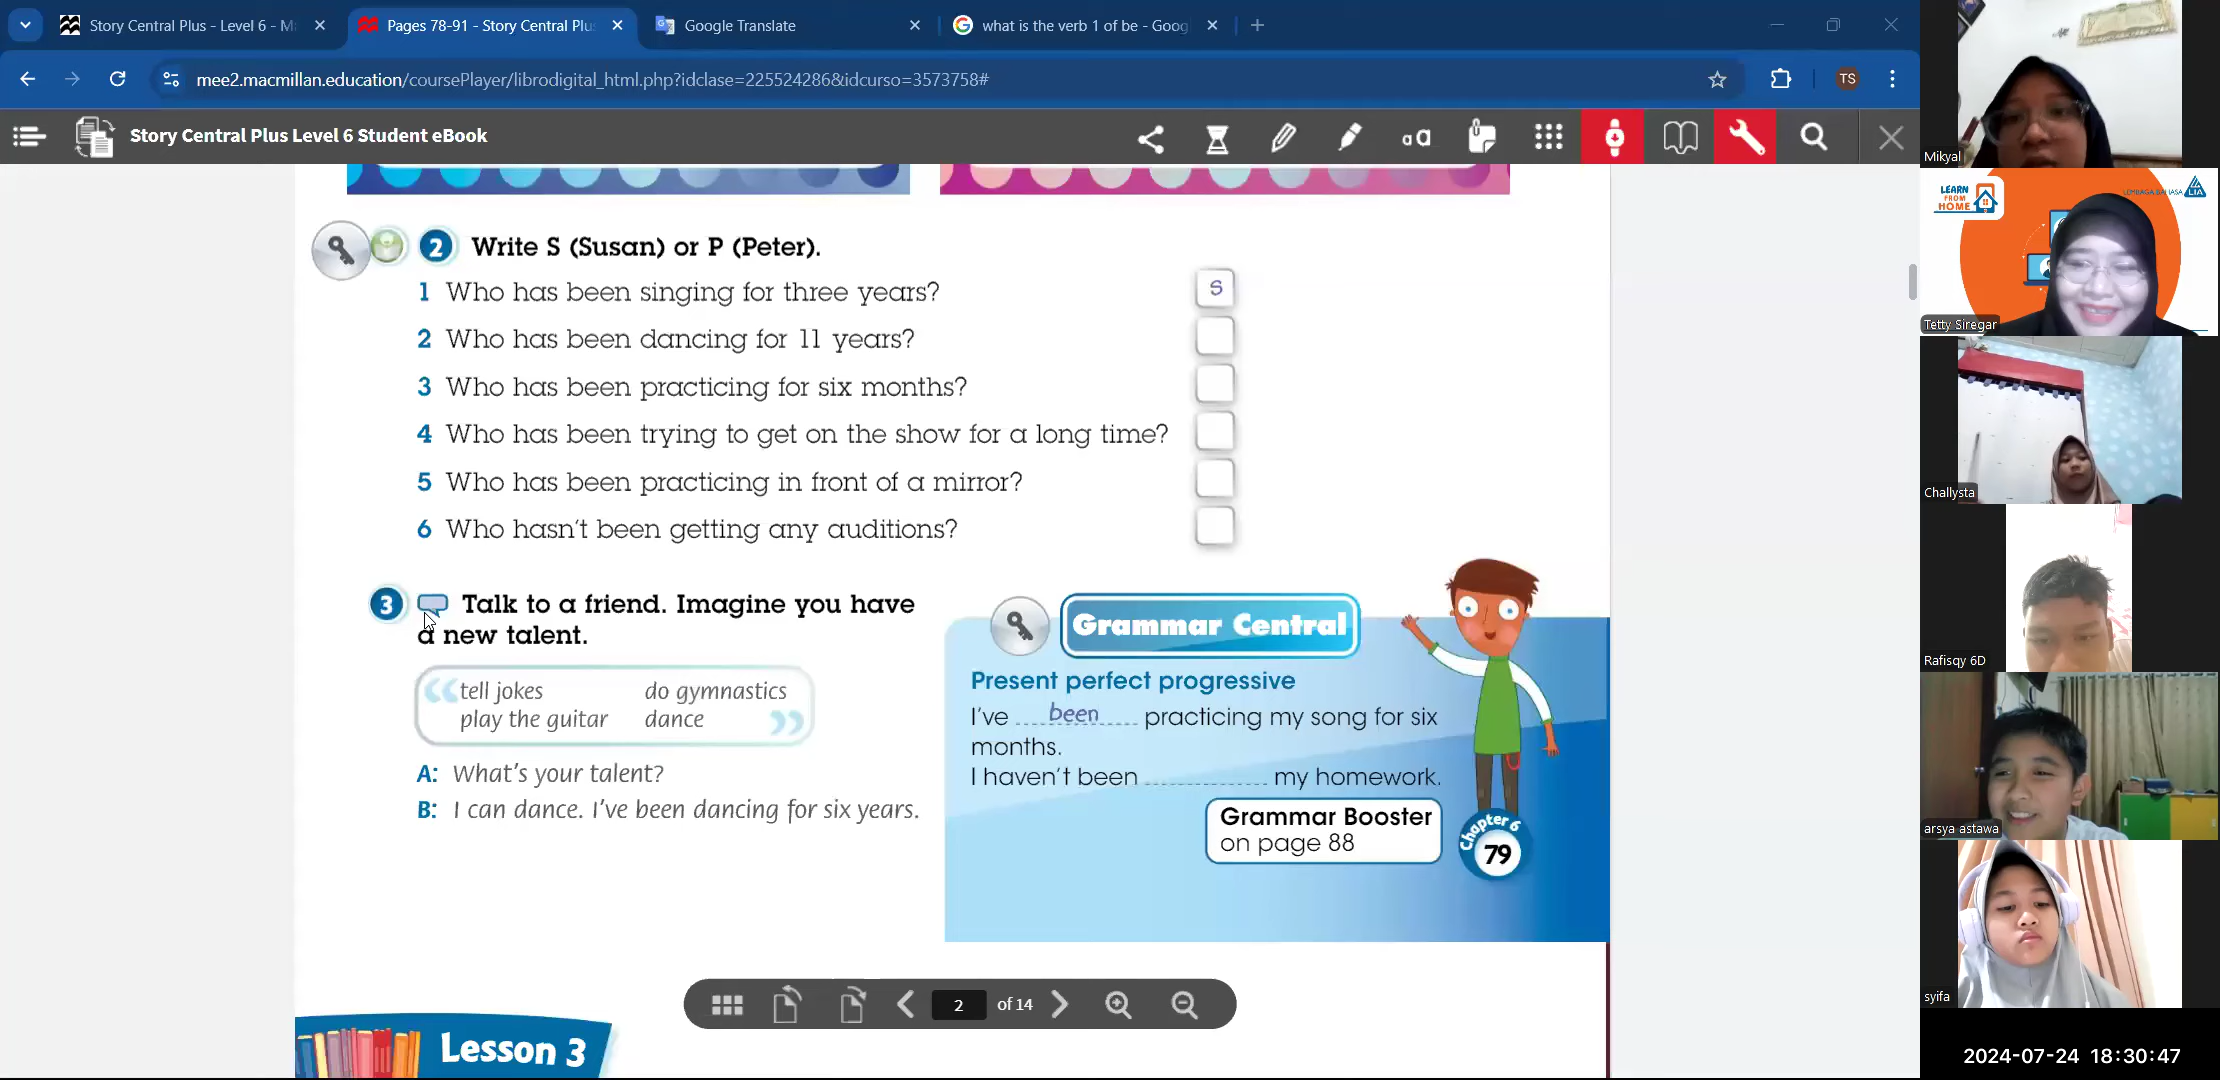 Story Central Plus - Level 6 - M
Pages 78-91 - Story Central Plu
Google Translate
what is the verb 1 of be - Goog
mee2.macmillan.education/coursePlayer/librodigital_html.php?idclase=225524286&idcurso=3573758#
TS
Story Central Plus Level 6 Student eBook
aa
2 Write S (Susan) or P (Peter).
1 Who has been singing for three years? S
2 Who has been dancing for 11 years?
3 Who has been practicing for six months?
4 Who has been trying to get on the show for a long time?
5 Who has been practicing in front of a mirror?
6 Who hasn't been getting any auditions?
3 Talk to a friend. Imagine you have
a new talent.
tell jokes do gymnastics
play the guitar dance
A: What's your talent?
B: I can dance. I've been dancing for six years.
Grammar Central
Present perfect progressive
I've been practicing my song for six
months.
I haven't been .............. my homework.
Grammar Booster
on page 88
Chapter 6
79
Lesson 3
2 of 14
Mikyal
LEARN
FROM
HOME
LEMBAGA BAHASA LIA
Tetty Siregar
Challysta
Rafisqy 6D
arsya astawa
syifa
2024-07-24 18:30:47